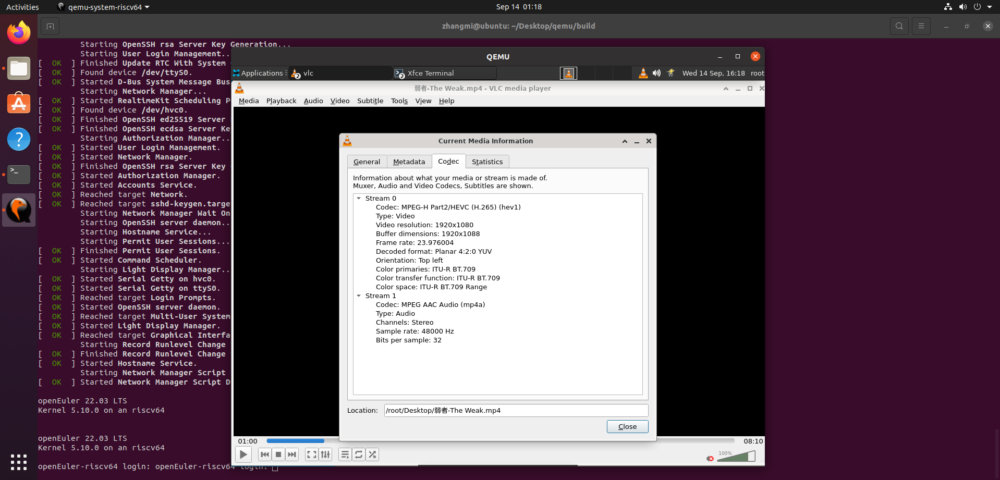 Activities
qemu-system-riscv64
Sep 14 01:18
zhangmi@ubuntu: ~/Desktop/qemu/build
Starting OpenSSH rsa Server Key Generation...
Starting User Login Management..
[ OK ] Finished Update RTC With System
[ OK ] Found device /dev/ttyS0.
[ OK ] Started D-Bus System Message Bus
Starting Network Manager...
[ OK ] Started RealtimeKit Scheduling Po
[ OK ] Found device /dev/hvc0.
[ OK ] Finished OpenSSH ed25519 Server
[ OK ] Finished OpenSSH ecdsa Server Ke
Starting Authorization Manager..
[ OK ] Started User Login Management.
[ OK ] Started Network Manager.
[ OK ] Finished OpenSSH rsa Server Key
[ OK ] Started Authorization Manager.
[ OK ] Started Accounts Service.
[ OK ] Reached target Network.
[ OK ] Reached target sshd-keygen.targe
Starting Network Manager Wait On
Starting OpenSSH server daemon..
Starting Hostname Service...
Starting Permit User Sessions...
[ OK ] Finished Permit User Sessions.
[ OK ] Started Command Scheduler.
Starting Light Display Manager..
[ OK ] Started Serial Getty on hvc0.
[ OK ] Started Serial Getty on ttyS0.
[ OK ] Reached target Login Prompts.
[ OK ] Started OpenSSH server daemon.
[ OK ] Reached target Multi-User System
[ OK ] Started Light Display Manager.
[ OK ] Reached target Graphical Interfa
Starting Record Runlevel Change
[ OK ] Finished Record Runlevel Change
[ OK ] Started Hostname Service.
Starting Network Manager Script
[ OK ] Started Network Manager Script D
openEuler 22.03 LTS
Kernel 5.10.0 on an riscv64
openEuler 22.03 LTS
Kernel 5.10.0 on an riscv64
openEuler-riscv64 login: openEuler-riscv64 login:
QEMU
Applications
2 vlc
2 Xfce Terminal
Wed 14 Sep, 16:18 root
弱者-The Weak.mp4 - VLC media player
Media Playback Audio Video Subtitle Tools View Help
Current Media Information
General Metadata Codec Statistics
Information about what your media or stream is made of.
Muxer, Audio and Video Codecs, Subtitles are shown.
Stream 0
Codec: MPEG-H Part2/HEVC (H.265) (hev1)
Type: Video
Video resolution: 1920x1080
Buffer dimensions: 1920x1088
Frame rate: 23.976004
Decoded format: Planar 4:2:0 YUV
Orientation: Top left
Color primaries: ITU-R BT.709
Color transfer function: ITU-R BT.709
Color space: ITU-R BT.709 Range
Stream 1
Codec: MPEG AAC Audio (mp4a)
Type: Audio
Channels: Stereo
Sample rate: 48000 Hz
Bits per sample: 32
Location: /root/Desktop/弱者-The Weak.mp4
Close
01:00
08:10
100%